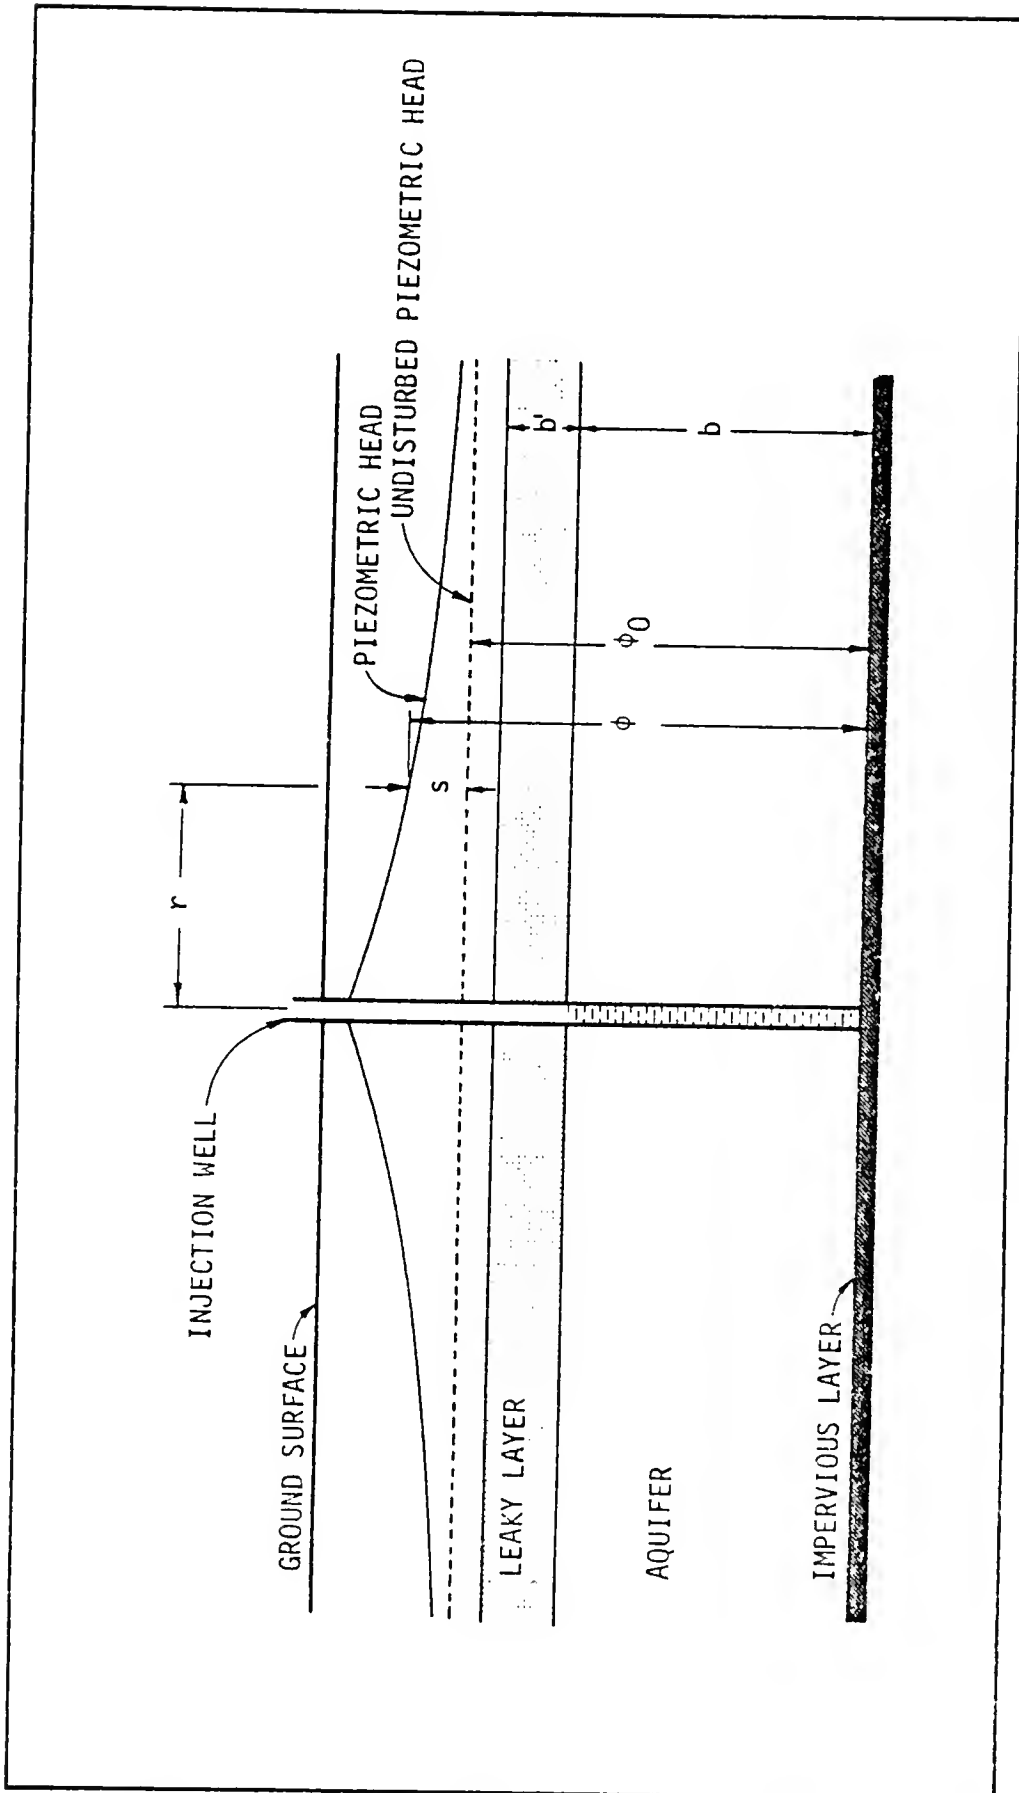 INJECTION WELL
r
GROUND SURFACE
PIEZOMETRIC HEAD
UNDISTURBED PIEZOMETRIC HEAD
s
LEAKY LAYER
b'
φ
φ0
b
AQUIFER
IMPERVIOUS LAYER